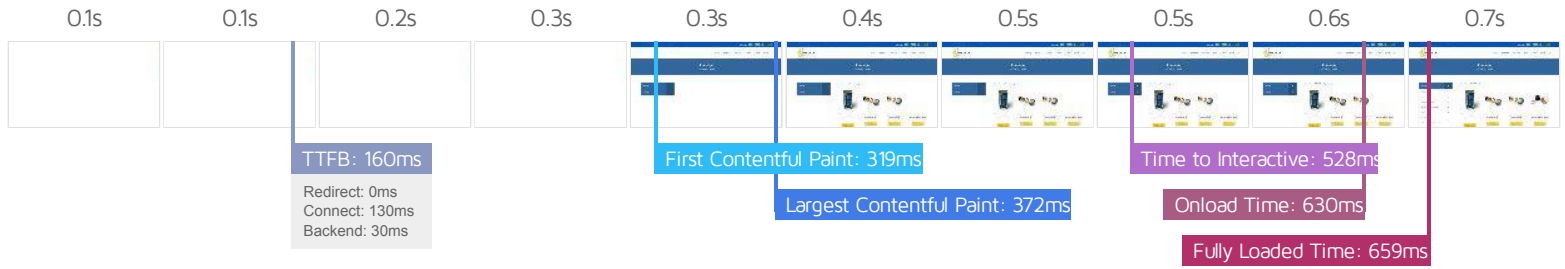 0.1s 0.1s 0.2s 0.3s 0.3s 0.4s 0.5s 0.5s 0.6s 0.7s
TTFB: 160ms
Redirect: 0ms
Connect: 130ms
Backend: 30ms
First Contentful Paint: 319ms
Largest Contentful Paint: 372ms
Time to Interactive: 528ms
Onload Time: 630ms
Fully Loaded Time: 659ms